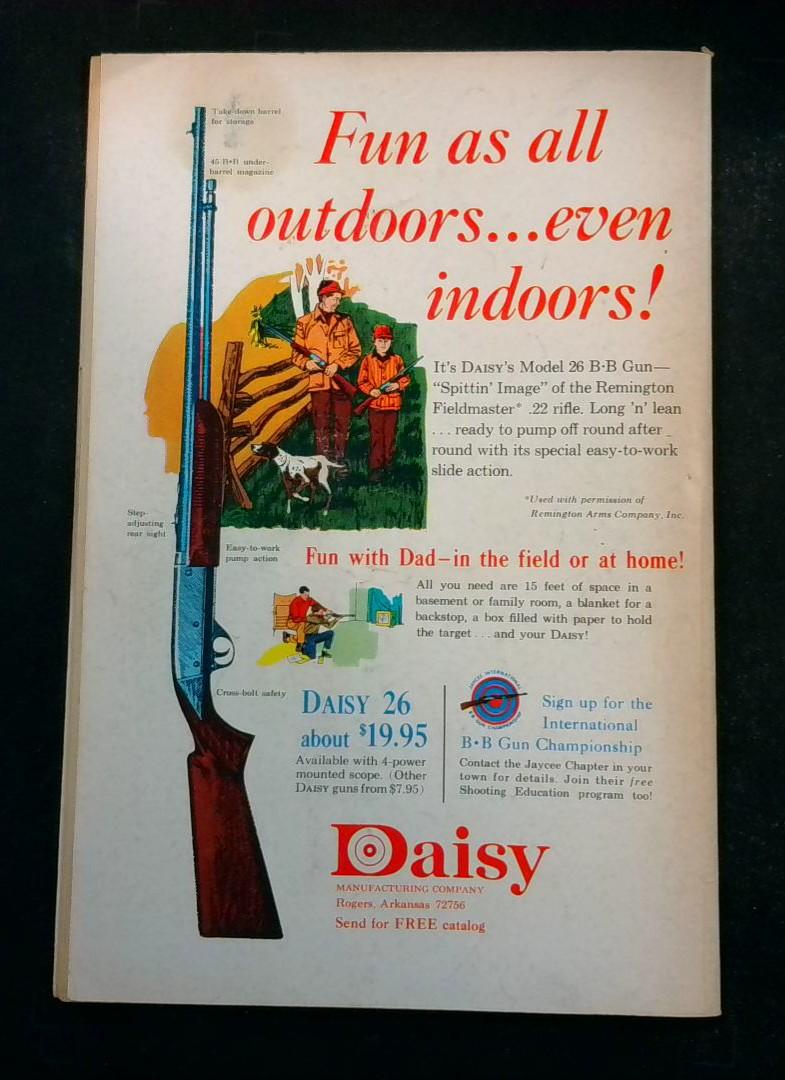 Take-down barrel
for storage
45 B•B under-
barrel magazine
Fun as all
outdoors...even
indoors!
It's DAISY'S Model 26 B•B Gun—
"Spittin' Image" of the Remington
Fieldmaster* .22 rifle. Long 'n' lean
... ready to pump off round after
round with its special easy-to-work
slide action.
*Used with permission of
Remington Arms Company, Inc.
Step-
adjusting
rear sight
Easy-to-work
pump action
Fun with Dad—in the field or at home!
All you need are 15 feet of space in a
basement or family room, a blanket for a
backstop, a box filled with paper to hold
the target ... and your DAISY!
Cross-bolt safety
DAISY 26
about $19.95
Available with 4-power
mounted scope. (Other
DAISY guns from $7.95)
JAYCEE INTERNATIONAL
B•B GUN CHAMPIONSHIP
Sign up for the
International
B•B Gun Championship
Contact the Jaycee Chapter in your
town for details. Join their free
Shooting Education program too!
Daisy
MANUFACTURING COMPANY
Rogers, Arkansas 72756
Send for FREE catalog